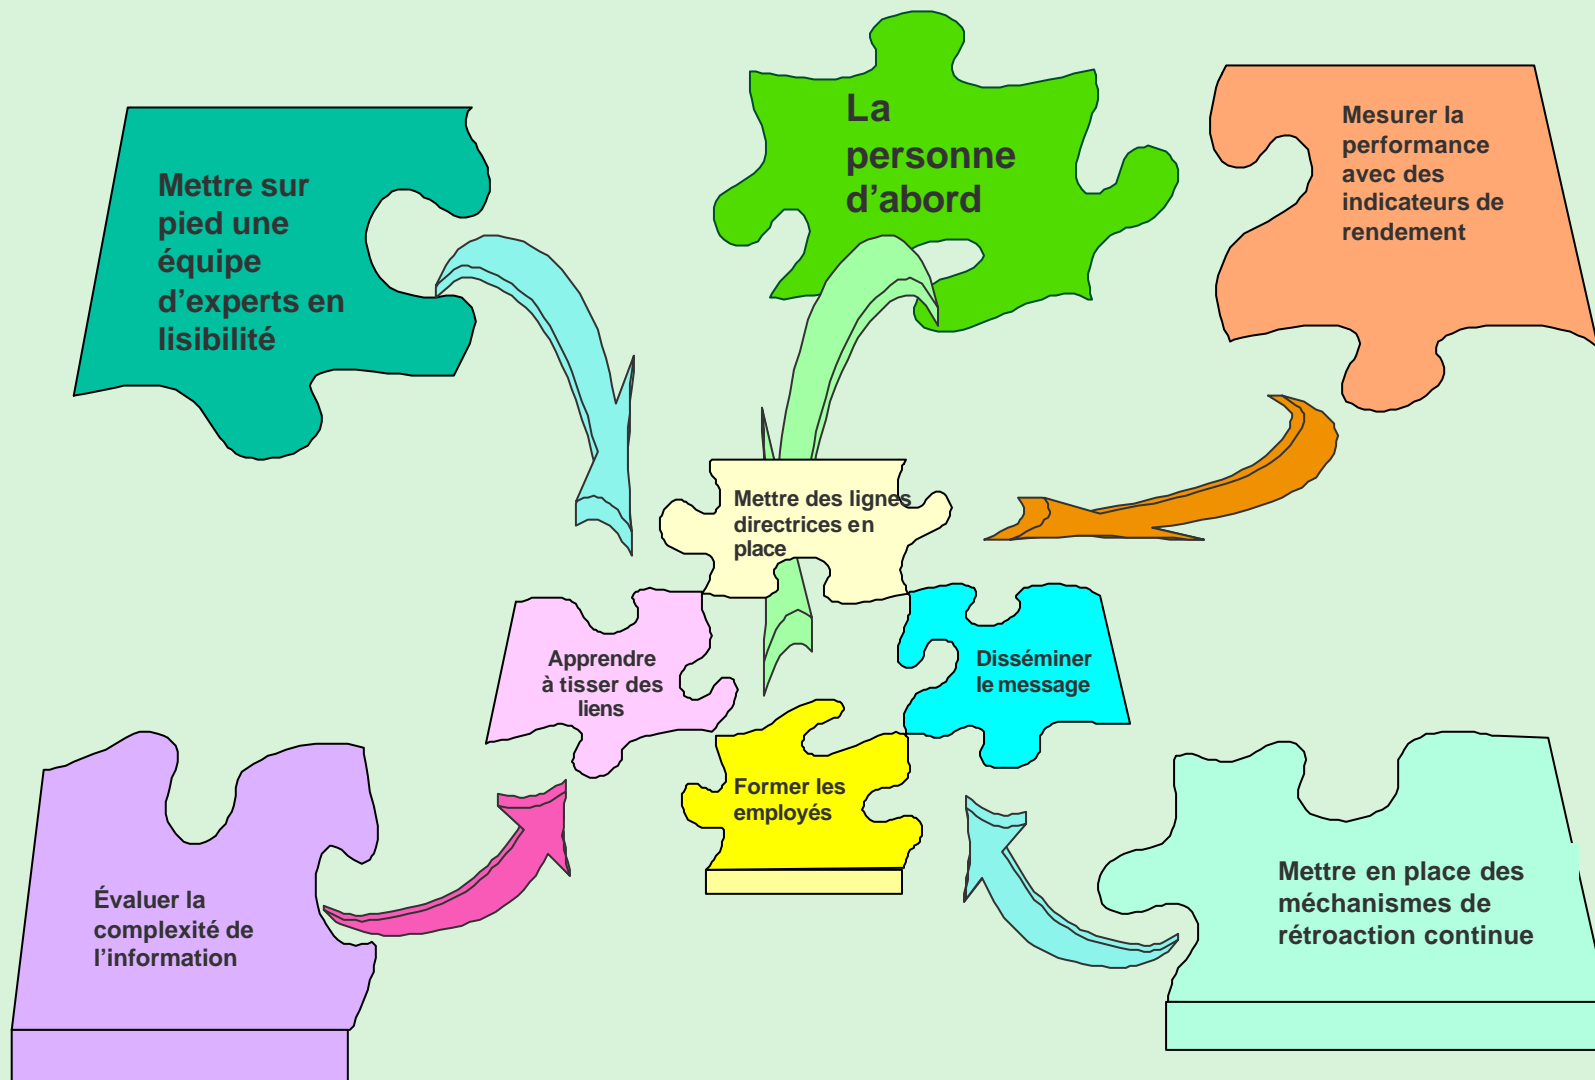 La
personne
d’abord
Mettre sur
pied une
équipe
d’experts en
lisibilité
Mesurer la
performance
avec des
indicateurs de
rendement
Mettre des lignes
directrices en
place
Apprendre
à tisser des
liens
Disséminer
le message
Former les
employés
Évaluer la
complexité de
l’information
Mettre en place des
méchanismes de
rétroaction continue